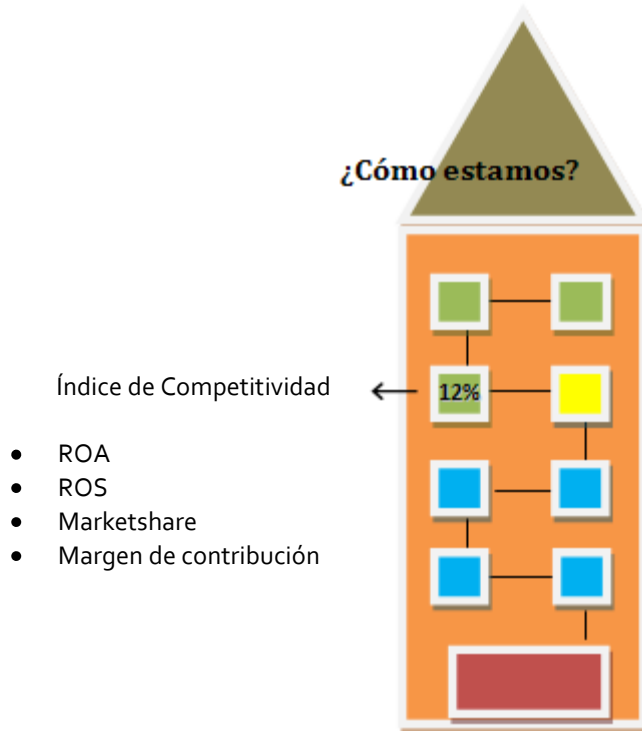 ¿Cómo estamos?
Índice de Competitividad
12%
• ROA
• ROS
• Marketshare
• Margen de contribución